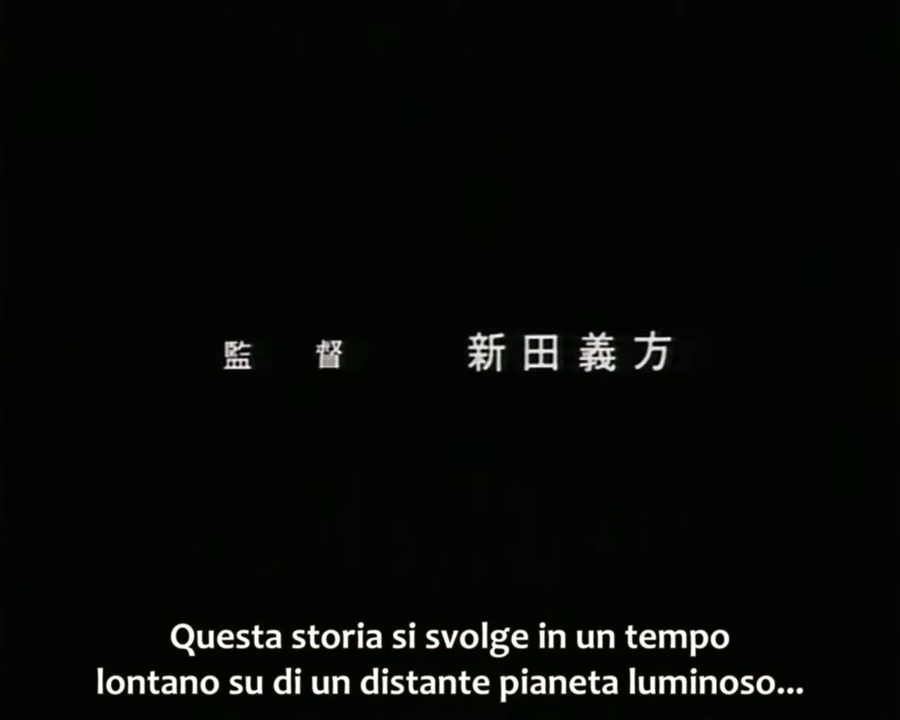 監督 新田義方
Questa storia si svolge in un tempo
lontano su di un distante pianeta luminoso...